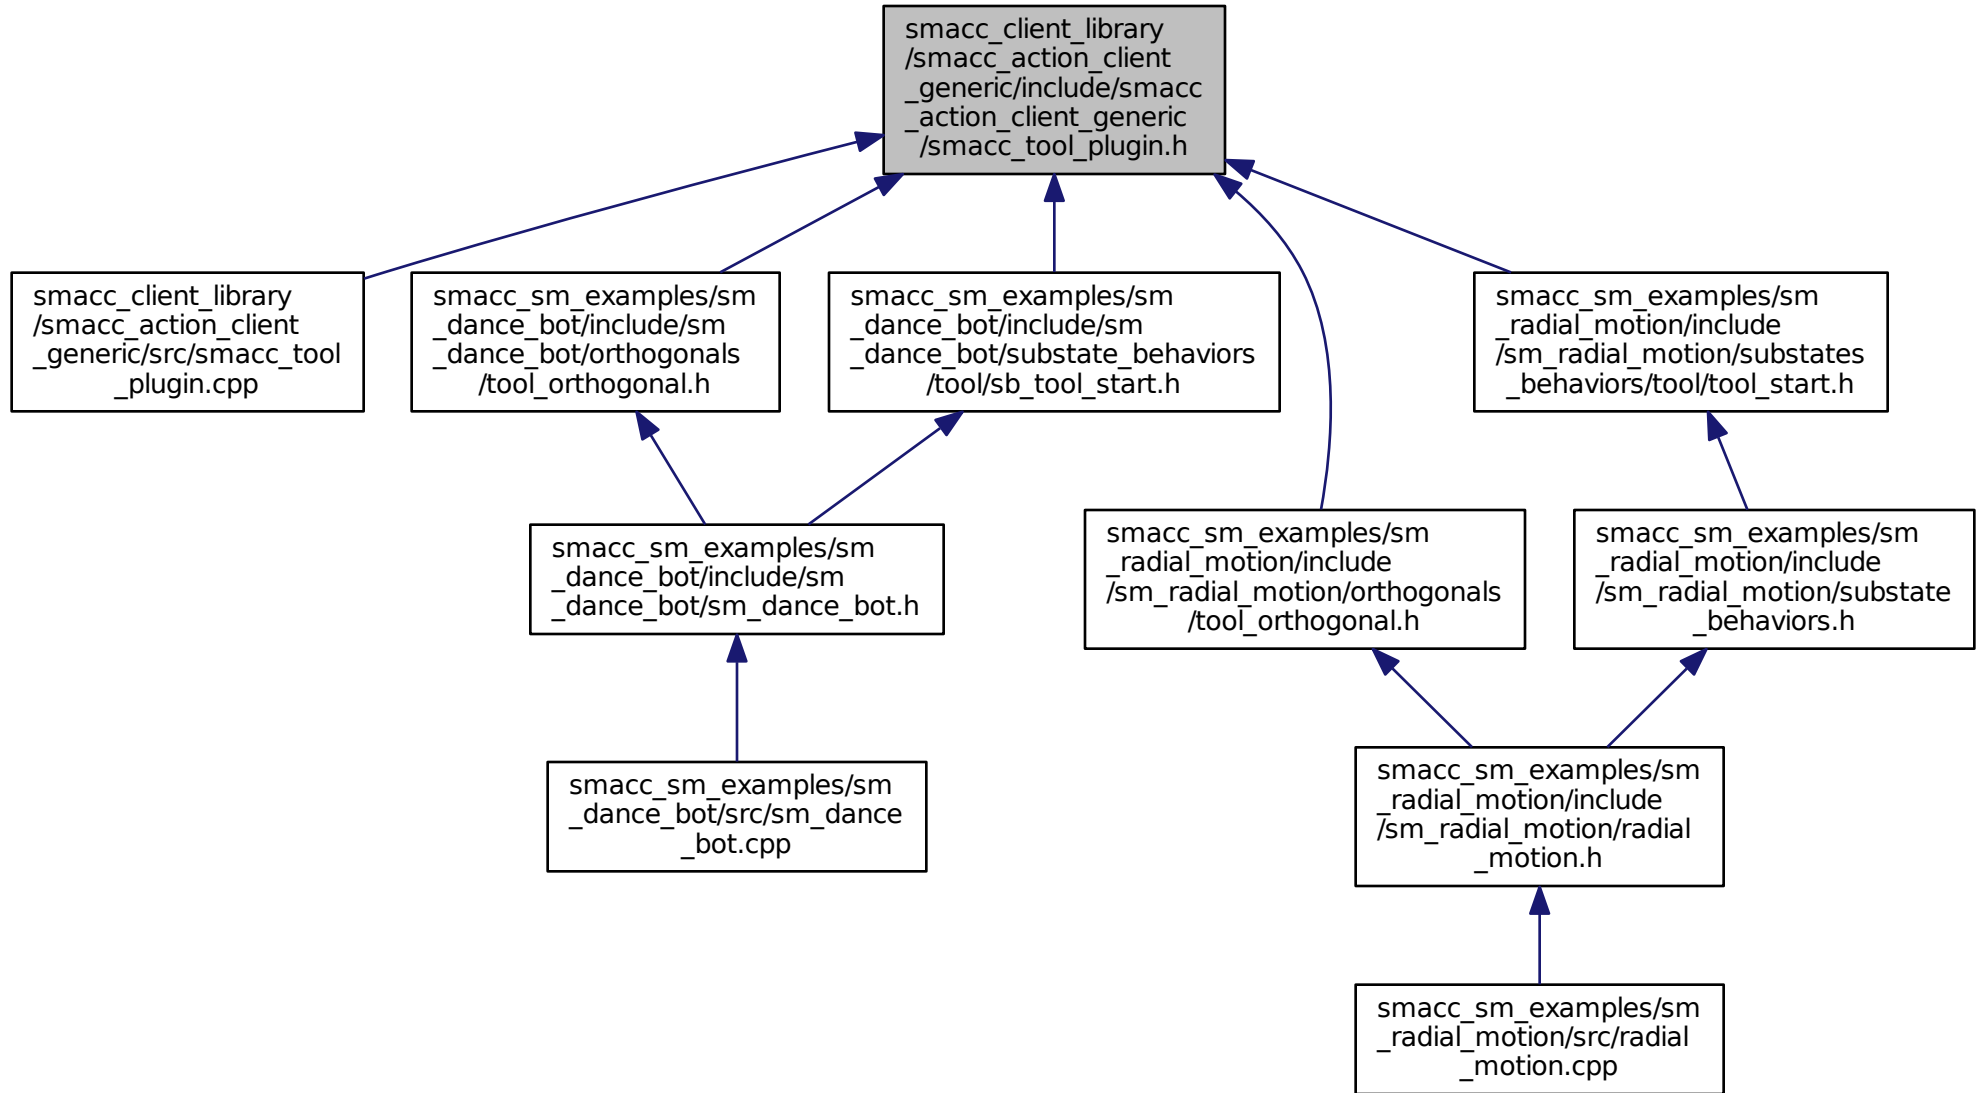 smacc_client_library
/smacc_action_client
_generic/include/smacc
_action_client_generic
/smacc_tool_plugin.h
smacc_client_library
/smacc_action_client
_generic/src/smacc_tool
_plugin.cpp
smacc_sm_examples/sm
_dance_bot/include/sm
_dance_bot/orthogonals
/tool_orthogonal.h
smacc_sm_examples/sm
_dance_bot/include/sm
_dance_bot/substate_behaviors
/tool/sb_tool_start.h
smacc_sm_examples/sm
_radial_motion/include
/sm_radial_motion/substates
_behaviors/tool/tool_start.h
smacc_sm_examples/sm
_dance_bot/include/sm
_dance_bot/sm_dance_bot.h
smacc_sm_examples/sm
_radial_motion/include
/sm_radial_motion/orthogonals
/tool_orthogonal.h
smacc_sm_examples/sm
_radial_motion/include
/sm_radial_motion/substate
_behaviors.h
smacc_sm_examples/sm
_dance_bot/src/sm_dance
_bot.cpp
smacc_sm_examples/sm
_radial_motion/include
/sm_radial_motion/radial
_motion.h
smacc_sm_examples/sm
_radial_motion/src/radial
_motion.cpp